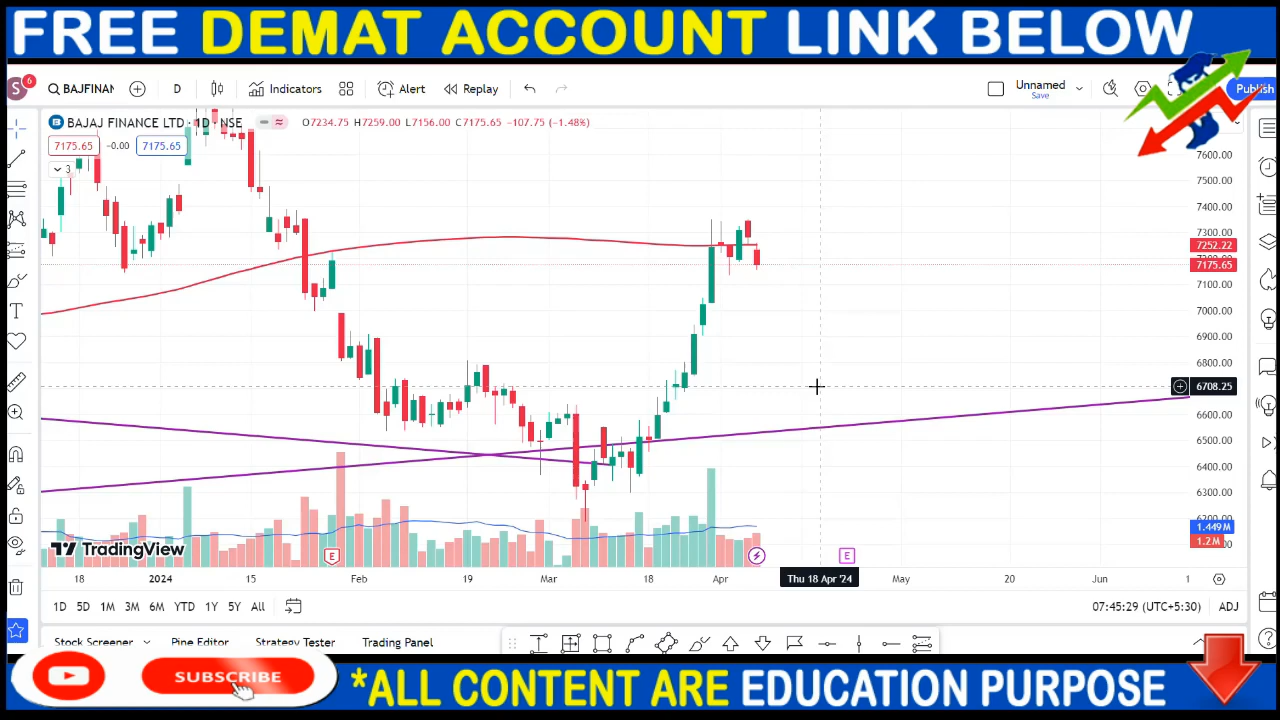 FREE DEMAT ACCOUNT LINK BELOW
S 6 BAJFINAN D Indicators Alert Replay Unnamed Save Publish
BAJAJ FINANCE LTD · 1D · NSE O7234.75 H7259.00 L7156.00 C7175.65 -107.75 (-1.48%)
7175.65 -0.00 7175.65
3
7600.00
7500.00
7400.00
7300.00
7252.22
7175.65
7100.00
7000.00
6900.00
6800.00
6708.25
6600.00
6500.00
6400.00
6300.00
1.449M
1.2M
TradingView
E E
18 2024 15 Feb 19 Mar 18 Apr Thu 18 Apr '24 May 20 Jun 1
1D 5D 1M 3M 6M YTD 1Y 5Y All 07:45:29 (UTC+5:30) ADJ
Stock Screener Pine Editor Strategy Tester Trading Panel
SUBSCRIBE
*ALL CONTENT ARE EDUCATION PURPOSE